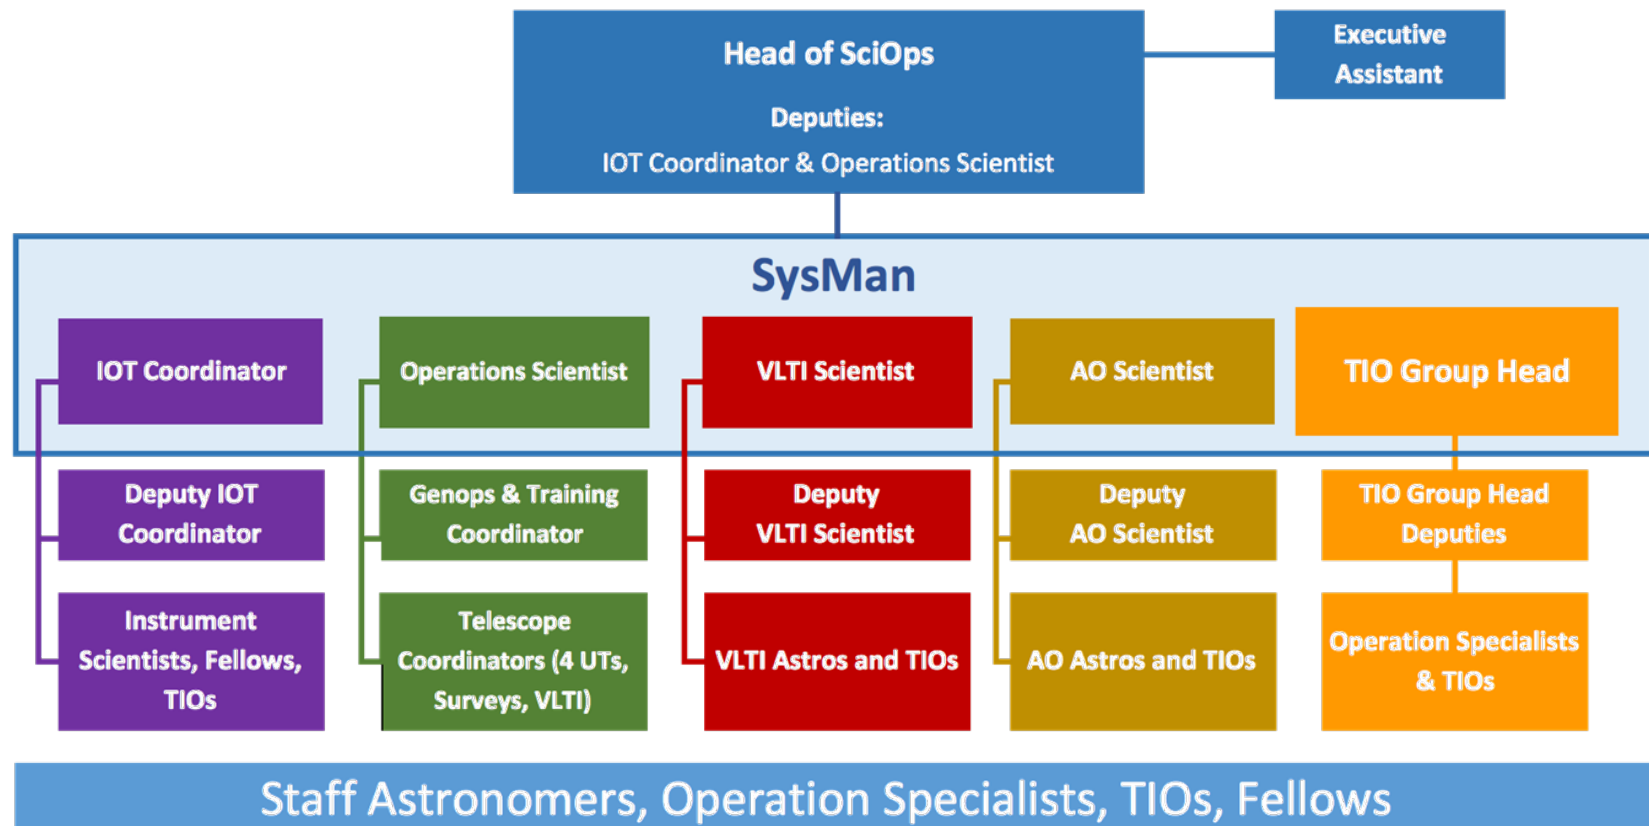 Head of SciOps
Deputies:
IOT Coordinator & Operations Scientist
Executive
Assistant
SysMan
IOT Coordinator
Operations Scientist
VLTI Scientist
AO Scientist
TIO Group Head
Deputy IOT
Coordinator
Genops & Training
Coordinator
Deputy
VLTI Scientist
Deputy
AO Scientist
TIO Group Head
Deputies
Instrument
Scientists, Fellows,
TIOs
Telescope
Coordinators (4 UTs,
Surveys, VLTI)
VLTI Astros and TIOs
AO Astros and TIOs
Operation Specialists
& TIOs
Staff Astronomers, Operation Specialists, TIOs, Fellows